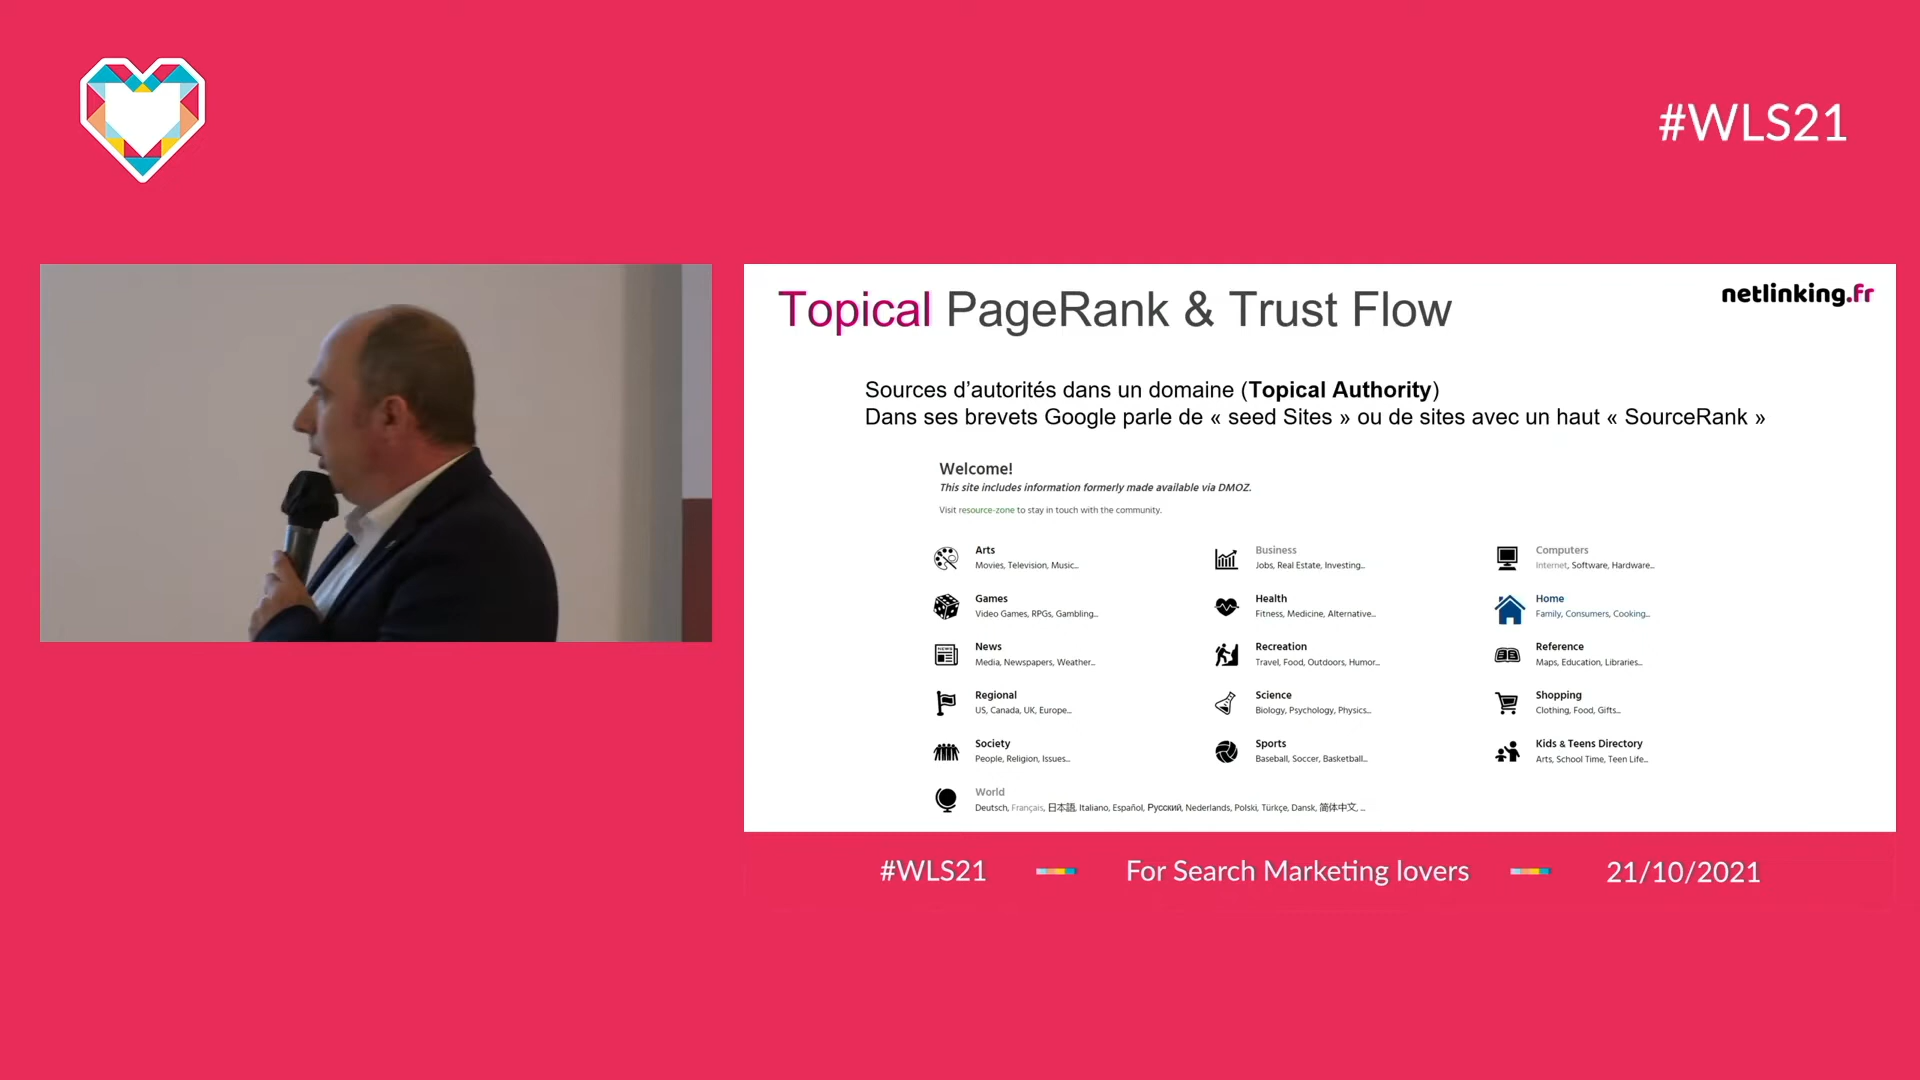 #WLS21
netlinking.fr
Topical PageRank & Trust Flow
Sources d’autorités dans un domaine (Topical Authority)
Dans ses brevets Google parle de « seed Sites » ou de sites avec un haut « SourceRank »
Welcome!
This site includes information formerly made available via DMOZ.
Visit resource-zone to stay in touch with the community.
Arts
Movies, Television, Music...
Business
Jobs, Real Estate, Investing...
Computers
Internet, Software, Hardware...
Games
Video Games, RPGs, Gambling...
Health
Fitness, Medicine, Alternative...
Home
Family, Consumers, Cooking...
NEWS
News
Media, Newspapers, Weather...
Recreation
Travel, Food, Outdoors, Humor...
Reference
Maps, Education, Libraries...
Regional
US, Canada, UK, Europe...
Science
Biology, Psychology, Physics...
Shopping
Clothing, Food, Gifts...
Society
People, Religion, Issues...
Sports
Baseball, Soccer, Basketball...
Kids & Teens Directory
Arts, School Time, Teen Life...
World
Deutsch, Français, 日本語, Italiano, Español, Русский, Nederlands, Polski, Türkçe, Dansk, 简体中文, ...
#WLS21
For Search Marketing lovers
21/10/2021